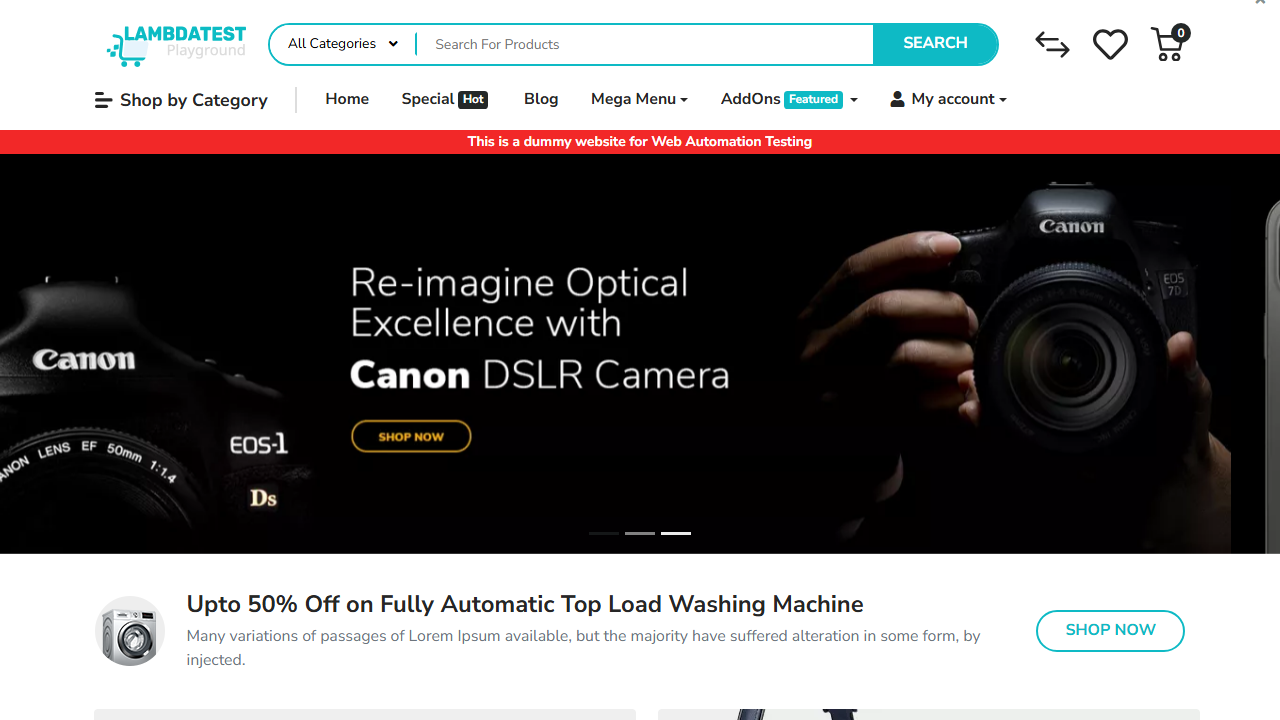 LAMBDATEST
Playground
All Categories
Search For Products
SEARCH
0
Shop by Category
Home
Special Hot
Blog
Mega Menu
AddOns Featured
My account
This is a dummy website for Web Automation Testing
Re-imagine Optical
Excellence with
Canon DSLR Camera
SHOP NOW
Canon
EOS-1
Ds
CANON LENS EF 50mm 1:1.4
Canon
EOS
7D
Upto 50% Off on Fully Automatic Top Load Washing Machine
Many variations of passages of Lorem Ipsum available, but the majority have suffered alteration in some form, by
injected.
SHOP NOW